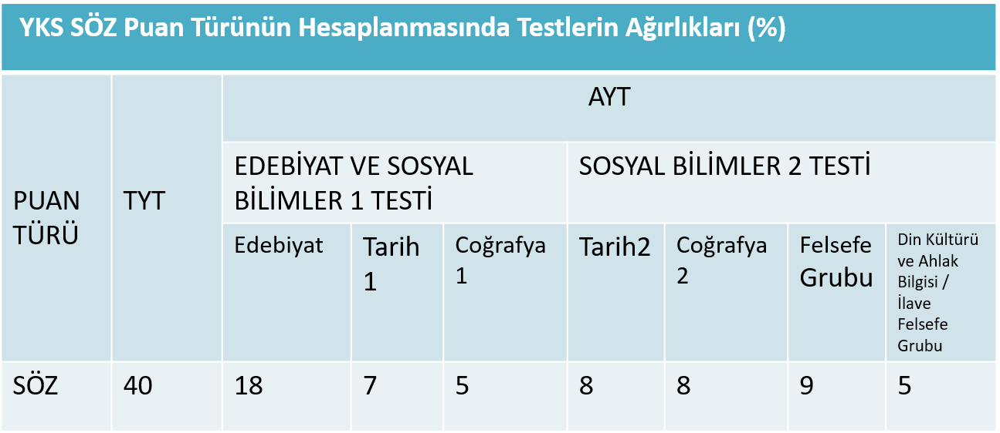 YKS SÖZ Puan Türünün Hesaplanmasında Testlerin Ağırlıkları (%)
PUAN
TÜRÜ
TYT
AYT
EDEBİYAT VE SOSYAL
BİLİMLER 1 TESTİ
SOSYAL BİLİMLER 2 TESTİ
Edebiyat
Tarih
1
Coğrafya
1
Tarih2
Coğrafya
2
Felsefe
Grubu
Din Kültürü
ve Ahlak
Bilgisi /
İlave
Felsefe
Grubu
SÖZ 40 18 7 5 8 8 9 5